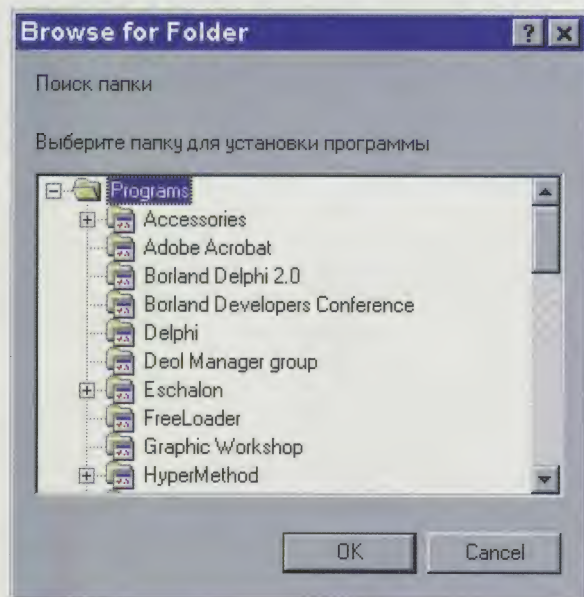 Browse for Folder
Поиск папки
Выберите папку для установки программы
Programs
Accessories
Adobe Acrobat
Borland Delphi 2.0
Borland Developers Conference
Delphi
Deol Manager group
Eschalon
FreeLoader
Graphic Workshop
HyperMethod
OK
Cancel